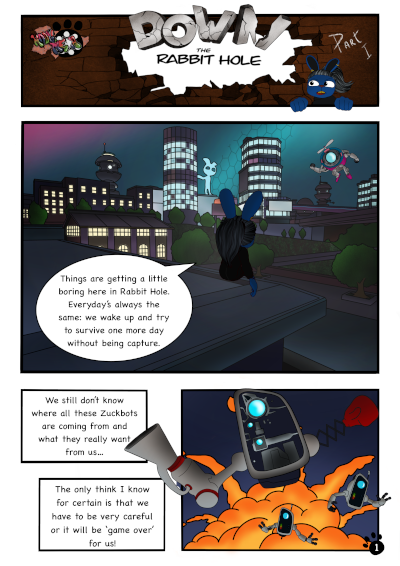 DOWN
THE
RABBIT HOLE
PART
I
Things are getting a little
boring here in Rabbit Hole.
Everyday's always the
same: we wake up and try
to survive one more day
without being capture.
We still don't know
where all these Zuckbots
are coming from and
what they really want
from us...
The only think I know
for certain is that we
have to be very careful
or it will be 'game over'
for us!
1